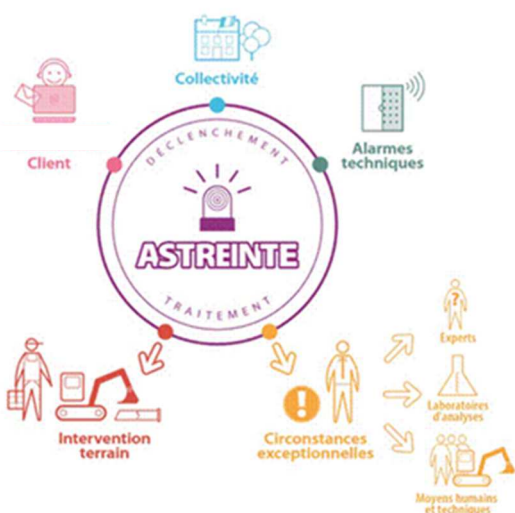 Collectivité
Client
Alarmes
techniques
DÉCLENCHEMENT
ASTREINTE
TRAITEMENT
Intervention
terrain
Circonstances
exceptionnelles
?
Experts
Laboratoires
d'analyses
Moyens humains
et techniques